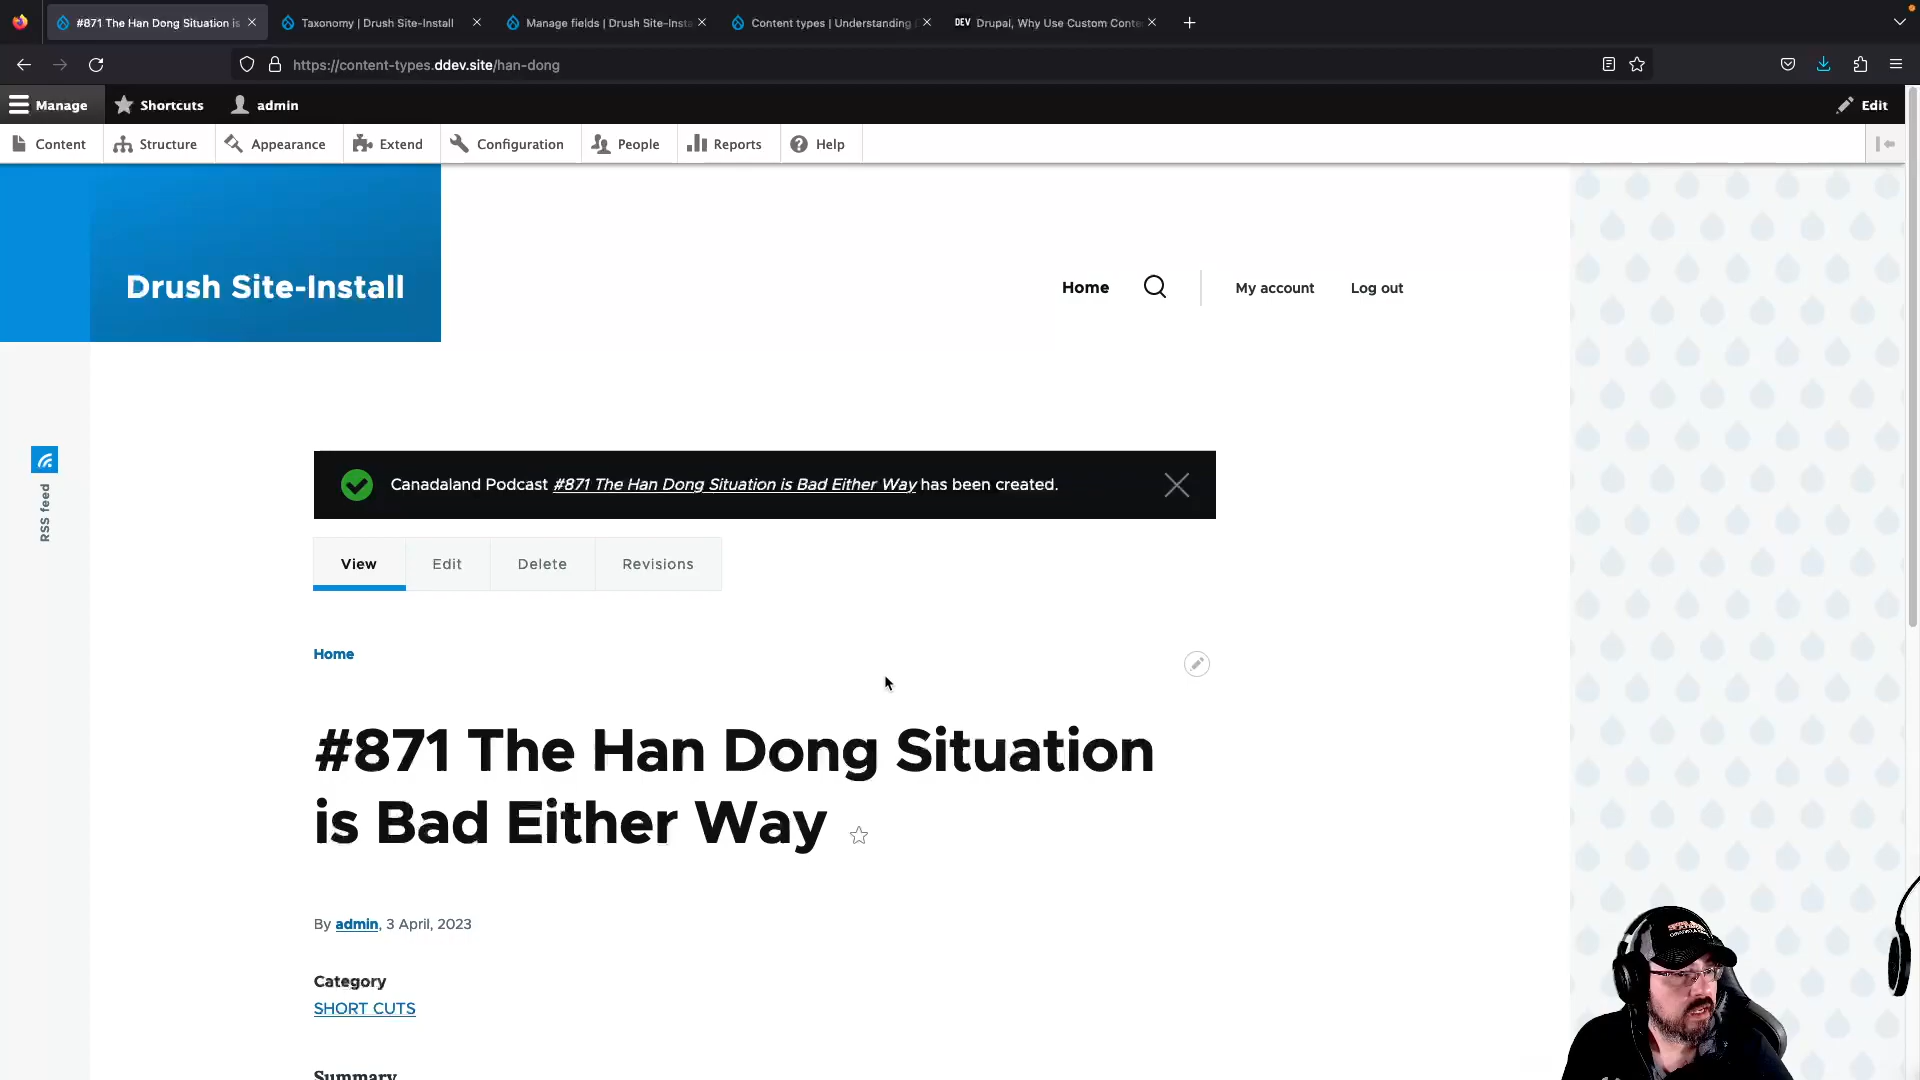 #871 The Han Dong Situation is
Taxonomy | Drush Site-Install
Manage fields | Drush Site-Insta
Content types | Understanding
DEV Drupal, Why Use Custom Conte
https://content-types.ddev.site/han-dong
Manage
Shortcuts
admin
Edit
Content
Structure
Appearance
Extend
Configuration
People
Reports
Help
Drush Site-Install
Home
My account
Log out
RSS feed
Canadaland Podcast #871 The Han Dong Situation is Bad Either Way has been created.
View
Edit
Delete
Revisions
Home
#871 The Han Dong Situation
is Bad Either Way
By admin, 3 April, 2023
Category
SHORT CUTS
Summary